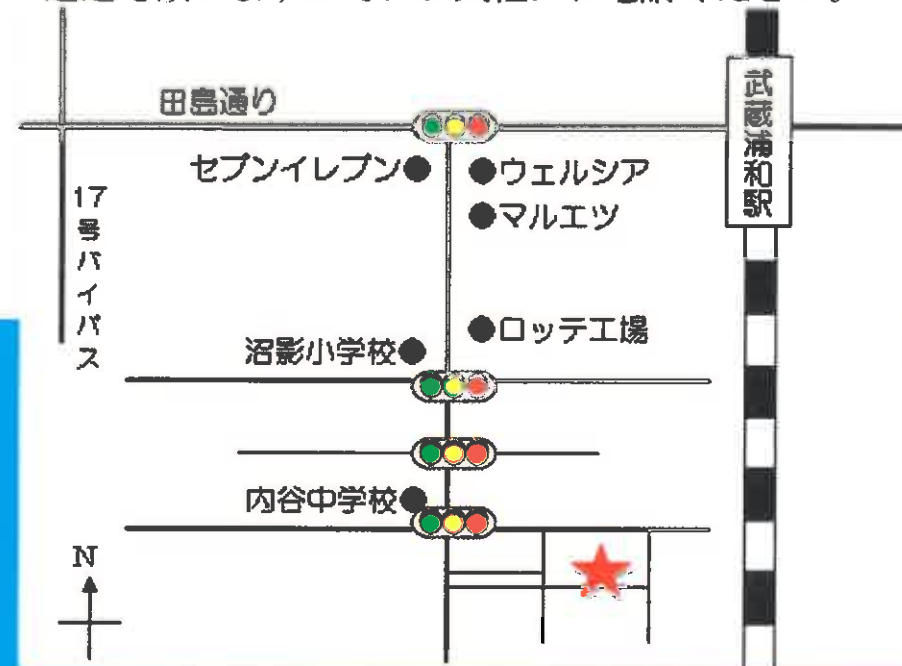 田島通り
武蔵浦和駅
セブンイレブン
ウェルシア
マルエツ
17号バイパス
ロッテ工場
沼影小学校
内谷中学校
N